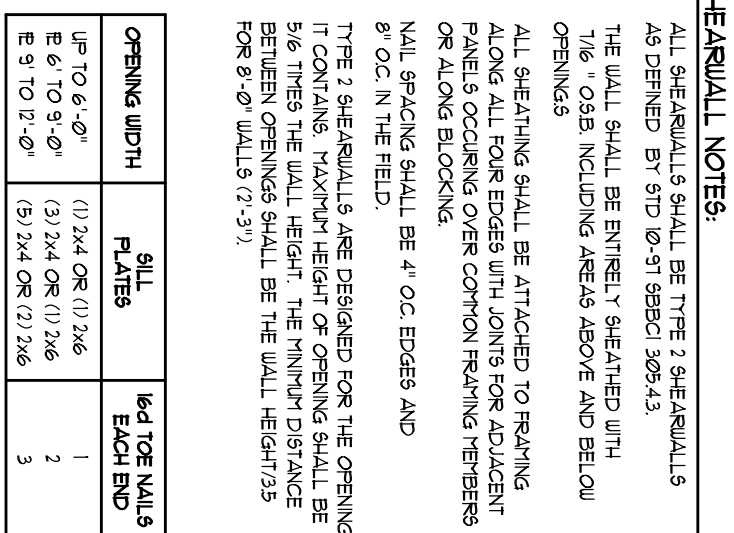 HEARWALL NOTES:
ALL SHEARWALLS SHALL BE TYPE 2 SHEARWALLS
AS DEFINED BY STD 10-97 SBBCI 305.4.3.
THE WALL SHALL BE ENTIRELY SHEATHED WITH
7/16 " O.S.B. INCLUDING AREAS ABOVE AND BELOW
OPENINGS
ALL SHEATHING SHALL BE ATTACHED TO FRAMING
ALONG ALL FOUR EDGES WITH JOINTS FOR ADJACENT
PANELS OCCURING OVER COMMON FRAMING MEMBERS
OR ALONG BLOCKING.
NAIL SPACING SHALL BE 4" O.C. EDGES AND
8" O.C. IN THE FIELD.
TYPE 2 SHEARWALLS ARE DESIGNED FOR THE OPENING
IT CONTAINS. MAXIMUM HEIGHT OF OPENING SHALL BE
5/6 TIMES THE WALL HEIGHT. THE MINIMUM DISTANCE
BETWEEN OPENINGS SHALL BE THE WALL HEIGHT/3.5
FOR 8'-0" WALLS (2'-3").
OPENING WIDTH SILL PLATES 16d TOE NAILS EACH END
UP TO 6'-0" (1) 2x4 OR (1) 2x6 1
6' TO 9'-0" (3) 2x4 OR (1) 2x6 2
9' TO 12'-0" (5) 2x4 OR (2) 2x6 3